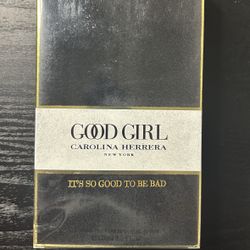 GOOD GIRL
CAROLINA HERRERA
NEW YORK
IT'S SO GOOD TO BE BAD